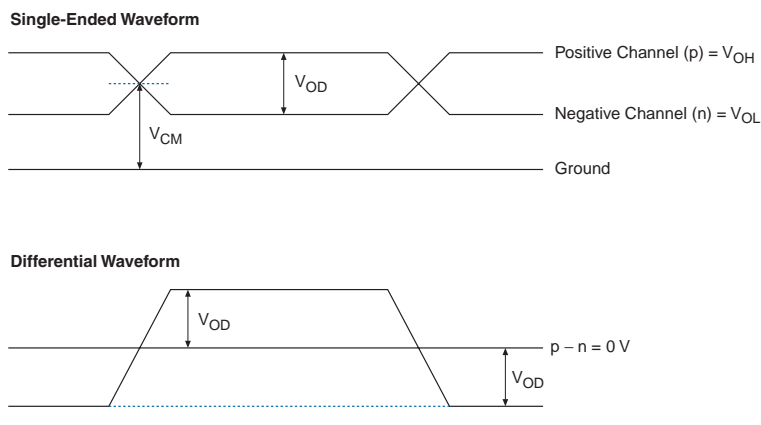 Single-Ended Waveform
Positive Channel (p) = VOH
VOD
Negative Channel (n) = VOL
VCM
Ground
Differential Waveform
VOD
p – n = 0 V
VOD